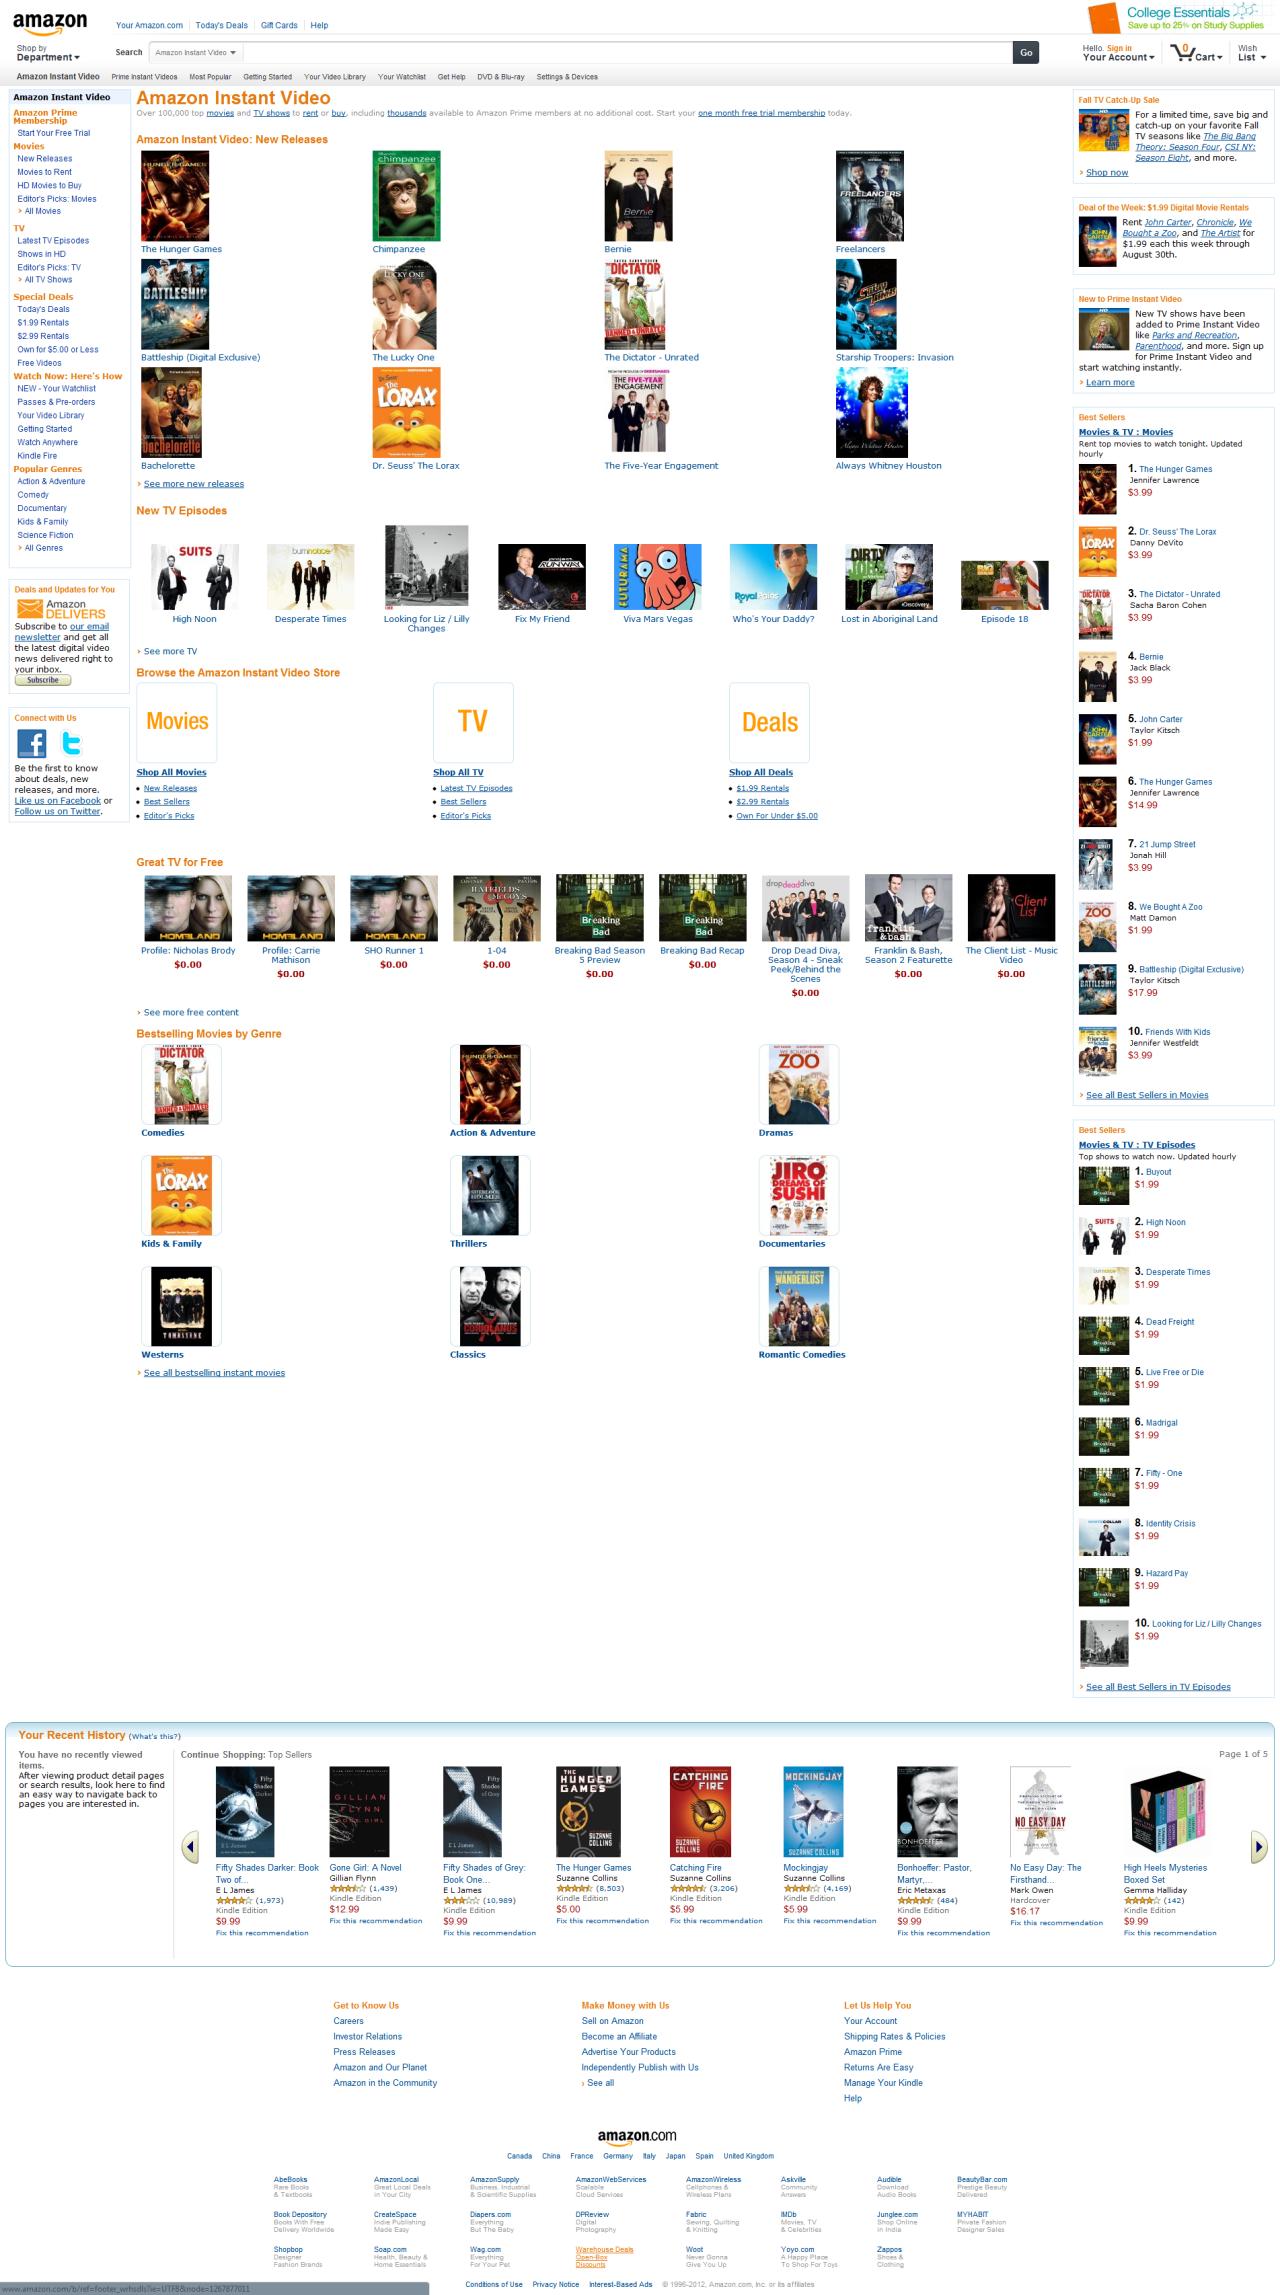 amazon
Your Amazon.com Today's Deals Gift Cards Help
College Essentials
Save up to 25% on Study Supplies
Shop by
Department
Search Amazon Instant Video Go
Hello. Sign in
Your Account
0 Cart
Wish
List
Amazon Instant Video Prime Instant Videos Most Popular Getting Started Your Video Library Your Watchlist Get Help DVD & Blu-ray Settings & Devices
Amazon Instant Video
Amazon Prime
Membership
Start Your Free Trial
Movies
New Releases
Movies to Rent
HD Movies to Buy
Editor's Picks: Movies
› All Movies
TV
Latest TV Episodes
Shows in HD
Editor's Picks: TV
› All TV Shows
Special Deals
Today's Deals
$1.99 Rentals
$2.99 Rentals
Own for $5.00 or Less
Free Videos
Watch Now: Here's How
NEW - Your Watchlist
Passes & Pre-orders
Your Video Library
Getting Started
Watch Anywhere
Kindle Fire
Popular Genres
Action & Adventure
Comedy
Documentary
Kids & Family
Science Fiction
› All Genres
Deals and Updates for You
Amazon
DELIVERS
Subscribe to our email
newsletter and get all
the latest digital video
news delivered right to
your inbox.
Subscribe
Connect with Us
Be the first to know
about deals, new
releases, and more.
Like us on Facebook or
Follow us on Twitter.
Amazon Instant Video
Over 100,000 top movies and TV shows to rent or buy, including thousands available to Amazon Prime members at no additional cost. Start your one month free trial membership today.
Amazon Instant Video: New Releases
The Hunger Games Chimpanzee Bernie Freelancers
Battleship (Digital Exclusive) The Lucky One The Dictator - Unrated Starship Troopers: Invasion
Bachelorette Dr. Seuss' The Lorax The Five-Year Engagement Always Whitney Houston
› See more new releases
New TV Episodes
High Noon Desperate Times Looking for Liz / Lilly Fix My Friend Viva Mars Vegas Who's Your Daddy? Lost in Aboriginal Land Episode 18
Changes
› See more TV
Browse the Amazon Instant Video Store
Movies TV Deals
Shop All Movies Shop All TV Shop All Deals
New Releases Latest TV Episodes $1.99 Rentals
Best Sellers Best Sellers $2.99 Rentals
Editor's Picks Editor's Picks Own For Under $5.00
Great TV for Free
Profile: Nicholas Brody
$0.00
Profile: Carrie
Mathison
$0.00
SHO Runner 1
$0.00
1-04
$0.00
Breaking Bad Season
5 Preview
$0.00
Breaking Bad Recap
$0.00
Drop Dead Diva,
Season 4 - Sneak
Peek/Behind the
Scenes
$0.00
Franklin & Bash,
Season 2 Featurette
$0.00
The Client List - Music
Video
$0.00
› See more free content
Bestselling Movies by Genre
Comedies Action & Adventure Dramas
Kids & Family Thrillers Documentaries
Westerns Classics Romantic Comedies
› See all bestselling instant movies
Fall TV Catch-Up Sale
For a limited time, save big and
catch-up on your favorite Fall
TV seasons like The Big Bang
Theory: Season Four, CSI NY:
Season Eight, and more.
› Shop now
Deal of the Week: $1.99 Digital Movie Rentals
Rent John Carter, Chronicle, We
Bought a Zoo, and The Artist for
$1.99 each this week through
August 30th.
New to Prime Instant Video
New TV shows have been
added to Prime Instant Video
like Parks and Recreation,
Parenthood, and more. Sign up
for Prime Instant Video and
start watching instantly.
› Learn more
Best Sellers
Movies & TV : Movies
Rent top movies to watch tonight. Updated
hourly
1. The Hunger Games
Jennifer Lawrence
$3.99
2. Dr. Seuss' The Lorax
Danny DeVito
$3.99
3. The Dictator - Unrated
Sacha Baron Cohen
$3.99
4. Bernie
Jack Black
$3.99
5. John Carter
Taylor Kitsch
$1.99
6. The Hunger Games
Jennifer Lawrence
$14.99
7. 21 Jump Street
Jonah Hill
$3.99
8. We Bought A Zoo
Matt Damon
$1.99
9. Battleship (Digital Exclusive)
Taylor Kitsch
$17.99
10. Friends With Kids
Jennifer Westfeldt
$3.99
› See all Best Sellers in Movies
Best Sellers
Movies & TV : TV Episodes
Top shows to watch now. Updated hourly
1. Buyout
$1.99
2. High Noon
$1.99
3. Desperate Times
$1.99
4. Dead Freight
$1.99
5. Live Free or Die
$1.99
6. Madrigal
$1.99
7. Fifty - One
$1.99
8. Identity Crisis
$1.99
9. Hazard Pay
$1.99
10. Looking for Liz / Lilly Changes
$1.99
› See all Best Sellers in TV Episodes
Your Recent History (What's this?)
You have no recently viewed
items.
After viewing product detail pages
or search results, look here to find
an easy way to navigate back to
pages you are interested in.
Continue Shopping: Top Sellers
Page 1 of 5
Fifty Shades Darker: Book
Two of...
E L James
(1,973)
Kindle Edition
$9.99
Fix this recommendation
Gone Girl: A Novel
Gillian Flynn
(1,439)
Kindle Edition
$12.99
Fix this recommendation
Fifty Shades of Grey:
Book One...
E L James
(10,989)
Kindle Edition
$9.99
Fix this recommendation
The Hunger Games
Suzanne Collins
(8,503)
Kindle Edition
$5.00
Fix this recommendation
Catching Fire
Suzanne Collins
(3,206)
Kindle Edition
$5.99
Fix this recommendation
Mockingjay
Suzanne Collins
(4,169)
Kindle Edition
$5.99
Fix this recommendation
Bonhoeffer: Pastor,
Martyr,...
Eric Metaxas
(484)
Kindle Edition
$9.99
Fix this recommendation
No Easy Day: The
Firsthand...
Mark Owen
Hardcover
$16.17
Fix this recommendation
High Heels Mysteries
Boxed Set
Gemma Halliday
(142)
Kindle Edition
$9.99
Fix this recommendation
Get to Know Us
Careers
Investor Relations
Press Releases
Amazon and Our Planet
Amazon in the Community
Make Money with Us
Sell on Amazon
Become an Affiliate
Advertise Your Products
Independently Publish with Us
› See all
Let Us Help You
Your Account
Shipping Rates & Policies
Amazon Prime
Returns Are Easy
Manage Your Kindle
Help
amazon.com
Canada China France Germany Italy Japan Spain United Kingdom
AbeBooks
Rare Books
& Textbooks
AmazonLocal
Great Local Deals
in Your City
AmazonSupply
Business, Industrial
& Scientific Supplies
AmazonWebServices
Scalable
Cloud Services
AmazonWireless
Cellphones &
Wireless Plans
Askville
Community
Answers
Audible
Download
Audio Books
BeautyBar.com
Prestige Beauty
Delivered
Book Depository
Books With Free
Delivery Worldwide
CreateSpace
Indie Publishing
Made Easy
Diapers.com
Everything
But The Baby
DPReview
Digital
Photography
Fabric
Sewing, Quilting
& Knitting
IMDb
Movies, TV
& Celebrities
Junglee.com
Shop Online
in India
MYHABIT
Private Fashion
Designer Sales
Shopbop
Designer
Fashion Brands
Soap.com
Health, Beauty &
Home Essentials
Wag.com
Everything
For Your Pet
Warehouse Deals
Open-Box
Discounts
Woot
Never Gonna
Give You Up
Yoyo.com
A Happy Place
To Shop For Toys
Zappos
Shoes &
Clothing
Conditions of Use Privacy Notice Interest-Based Ads © 1996-2012, Amazon.com, Inc. or its affiliates
www.amazon.com/b/ref=footer_wrhsdls?ie=UTF8&node=1267877011